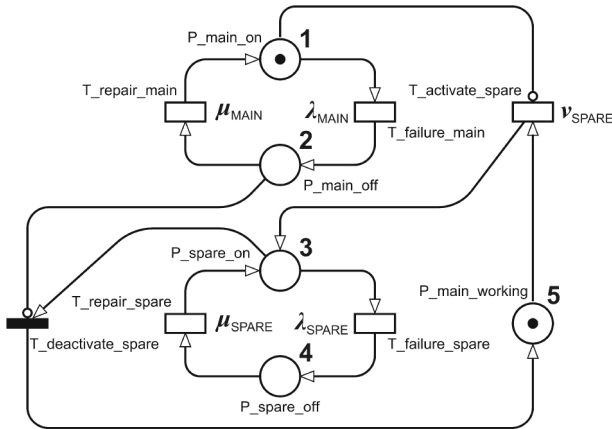 P_main_on 1
T_repair_main
μMAIN
λMAIN
T_activate_spare
νSPARE
T_failure_main
2
P_main_off
P_spare_on 3
T_repair_spare
P_main_working 5
μSPARE
λSPARE
T_deactivate_spare
T_failure_spare
4
P_spare_off